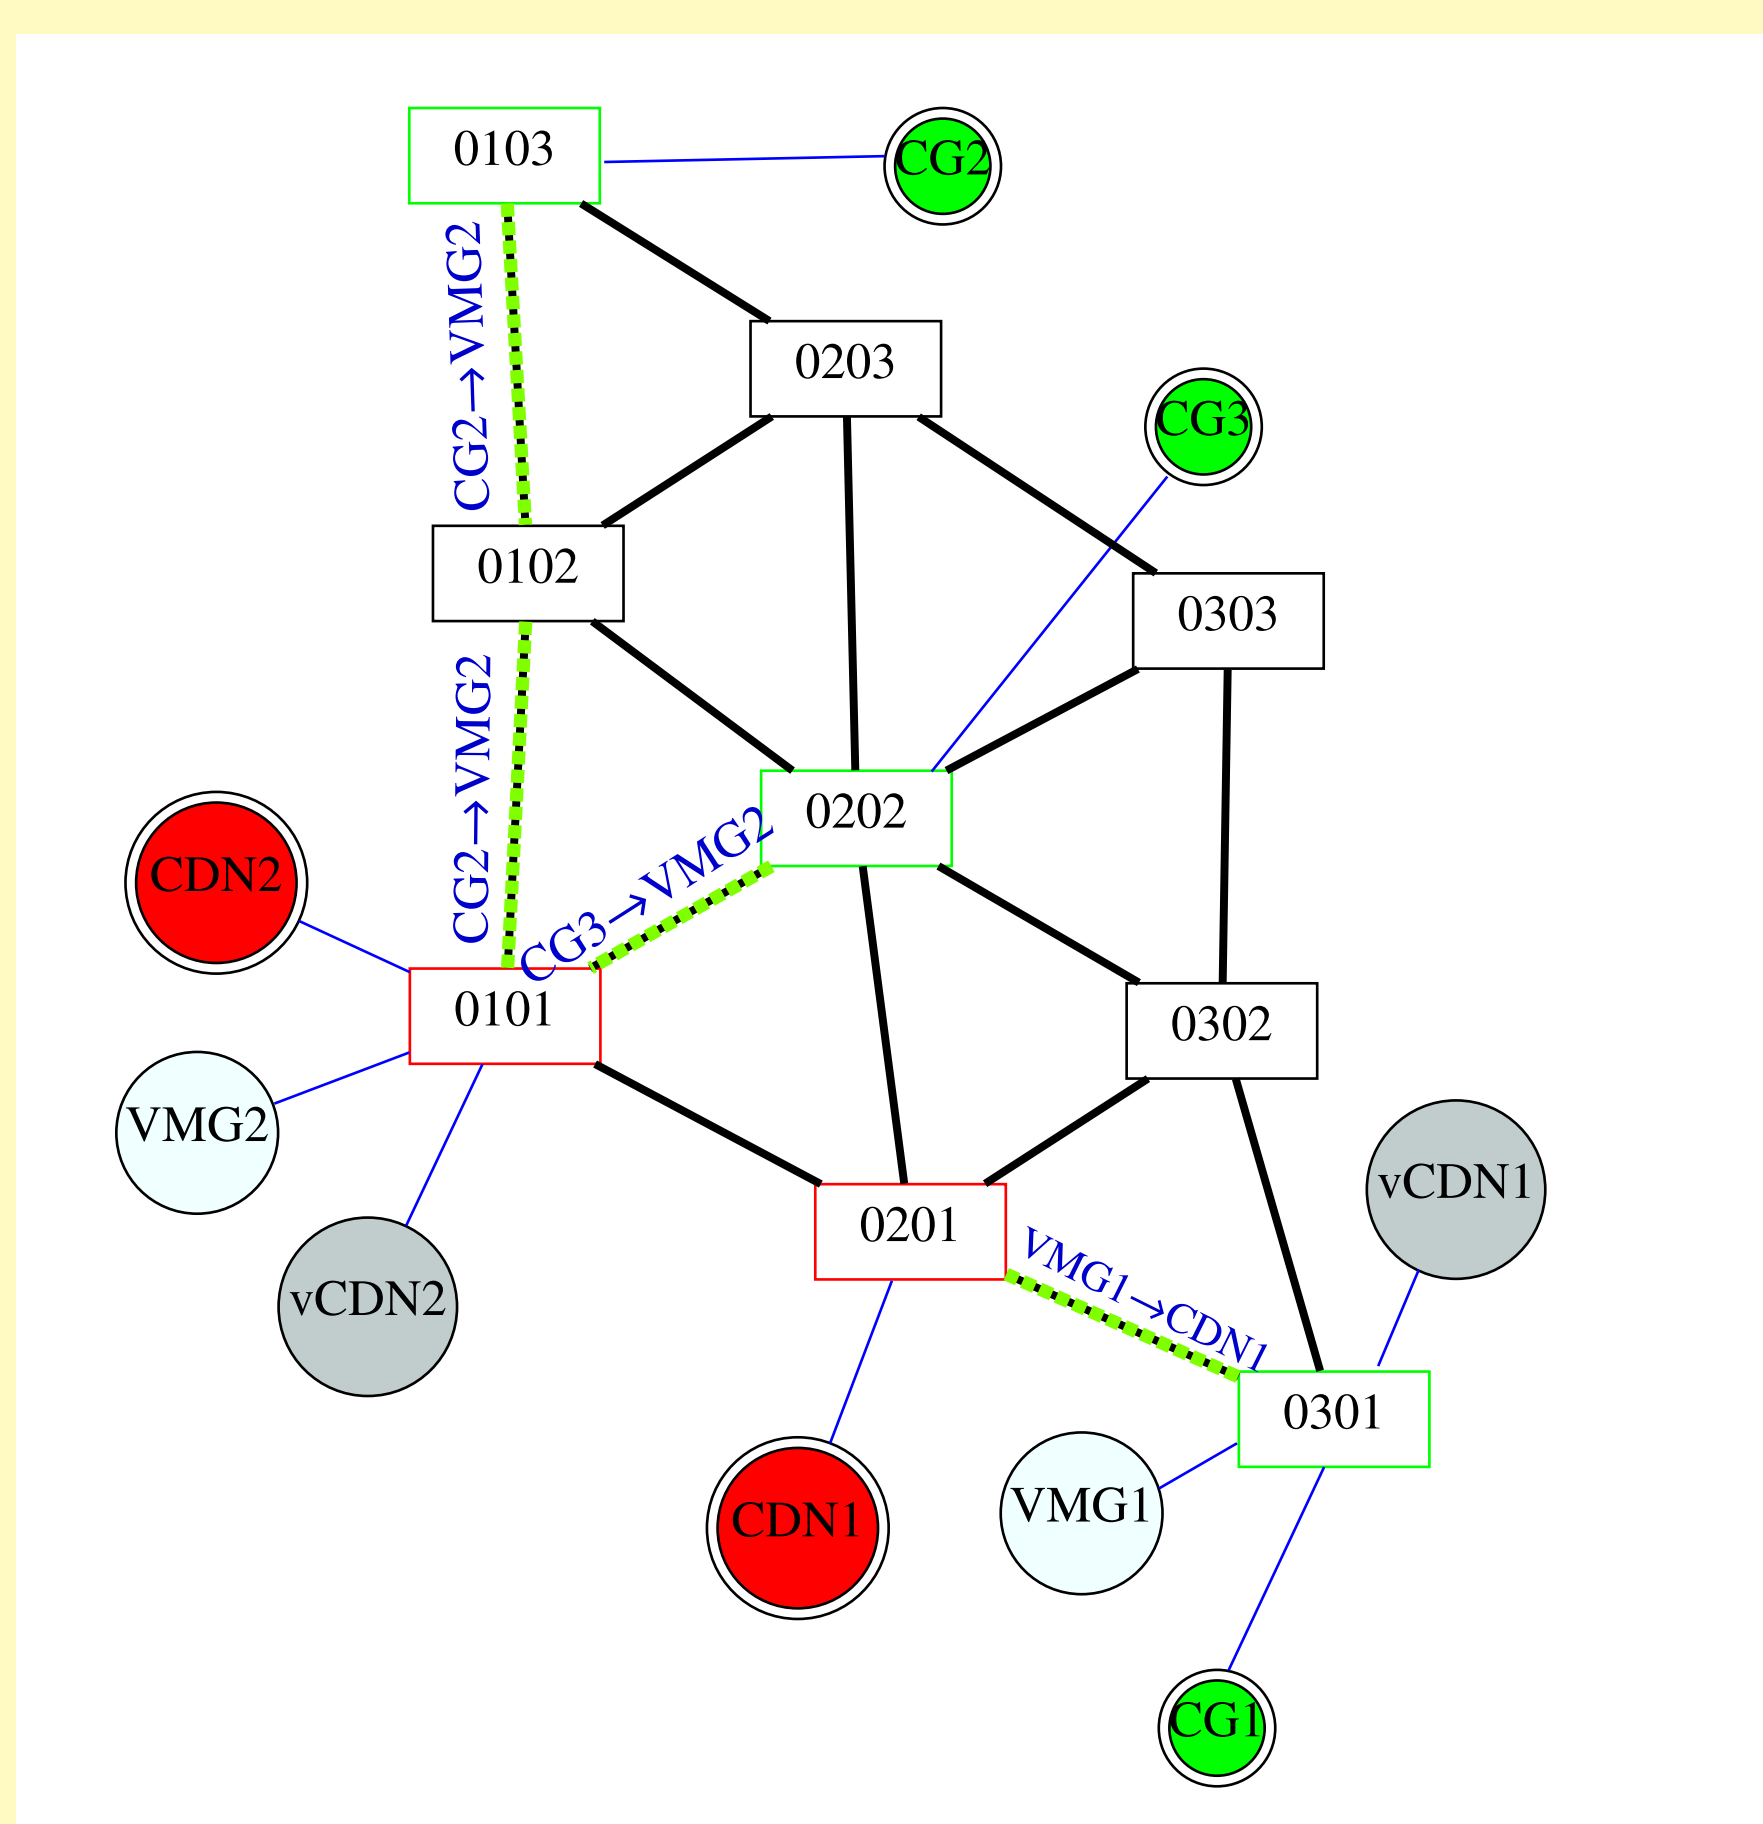 0103
CG2
CG2→VMG2
0203
CG3
0102
0303
CG2→VMG2
0202
CG3→VMG2
CDN2
0101
0302
VMG2
vCDN1
0201
VMG1→CDN1
vCDN2
0301
VMG1
CDN1
CG1